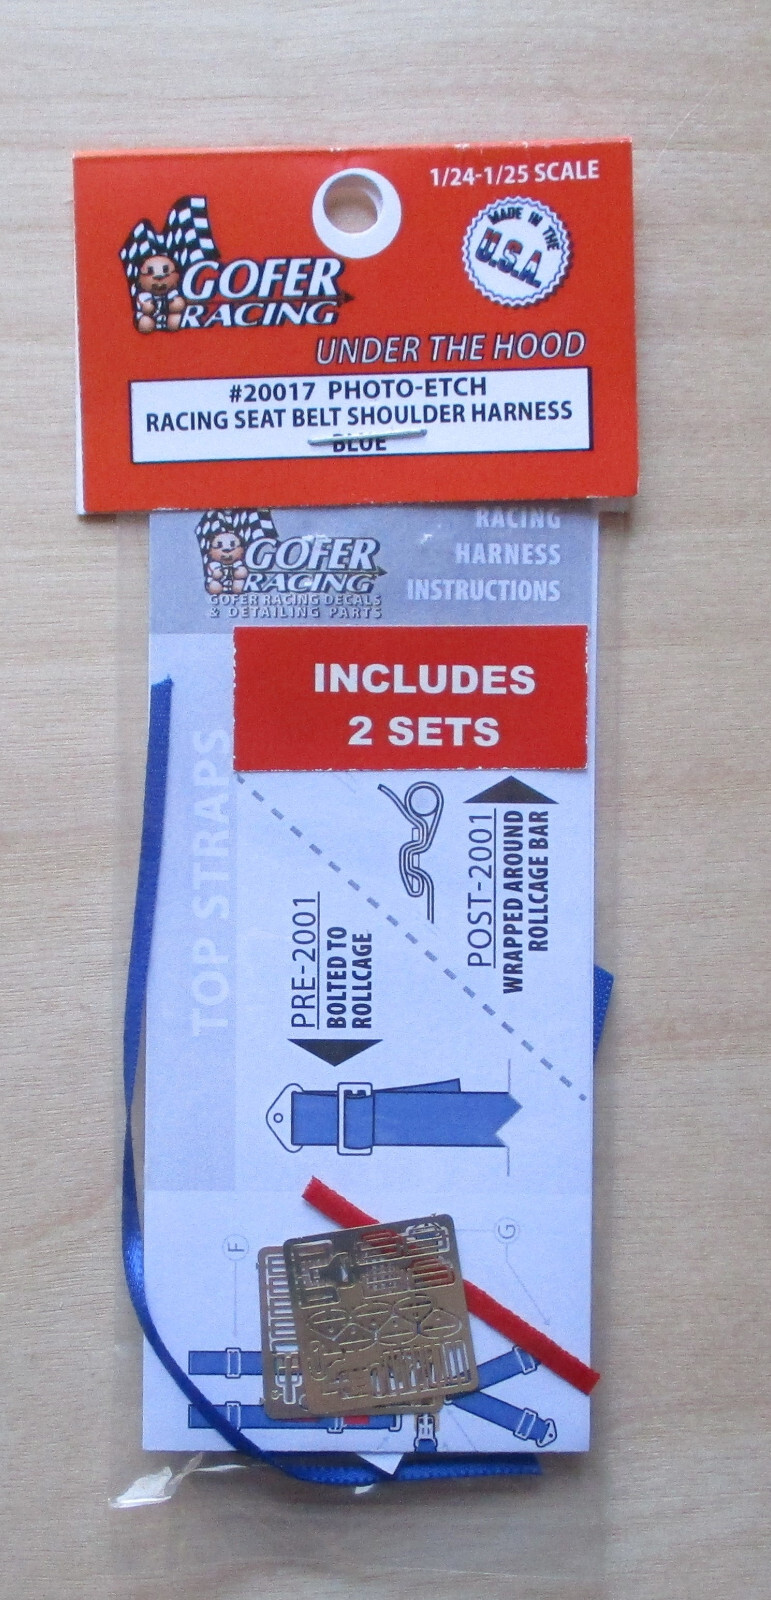 1/24-1/25 SCALE
MADE IN THE
U.S.A.
GOFER
RACING
UNDER THE HOOD
#20017 PHOTO-ETCH
RACING SEAT BELT SHOULDER HARNESS
BLUE
GOFER
RACING
GOFER RACING DECALS
& DETAILING PARTS
RACING
HARNESS
INSTRUCTIONS
INCLUDES
2 SETS
TOP STRAPS
PRE-2001
BOLTED TO
ROLLCAGE
POST-2001
WRAPPED AROUND
ROLLCAGE BAR
F
G